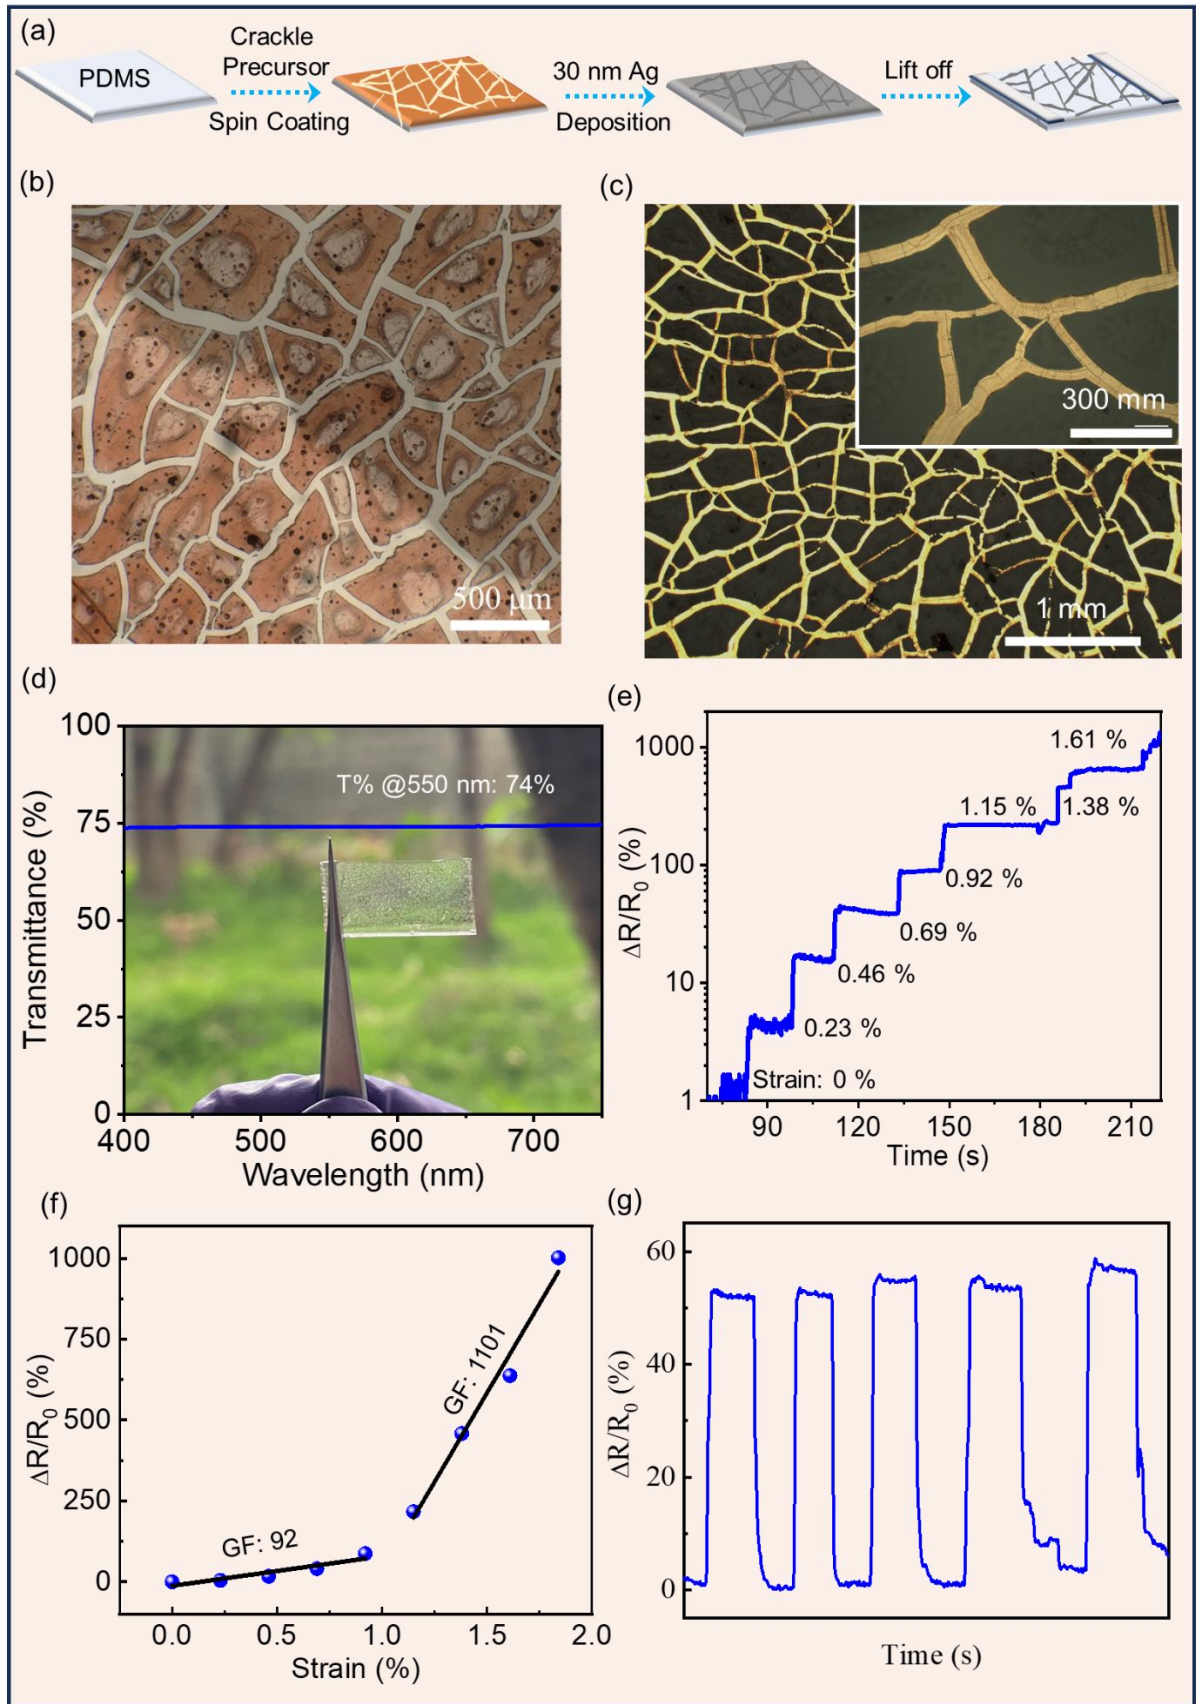 (a)
PDMS
Crackle
Precursor
Spin Coating
30 nm Ag
Deposition
Lift off
(b)
500 μm
(c)
300 mm
1 mm
(d)
100
75
50
25
0
Transmittance (%)
T% @550 nm: 74%
400
500
600
700
Wavelength (nm)
(e)
1000
100
10
1
ΔR/R0 (%)
1.61 %
1.15 %
1.38 %
0.92 %
0.69 %
0.46 %
0.23 %
Strain: 0 %
90
120
150
180
210
Time (s)
(f)
1000
750
500
250
0
ΔR/R0 (%)
GF: 1101
GF: 92
0.0
0.5
1.0
1.5
2.0
Strain (%)
(g)
60
40
20
0
ΔR/R0 (%)
Time (s)